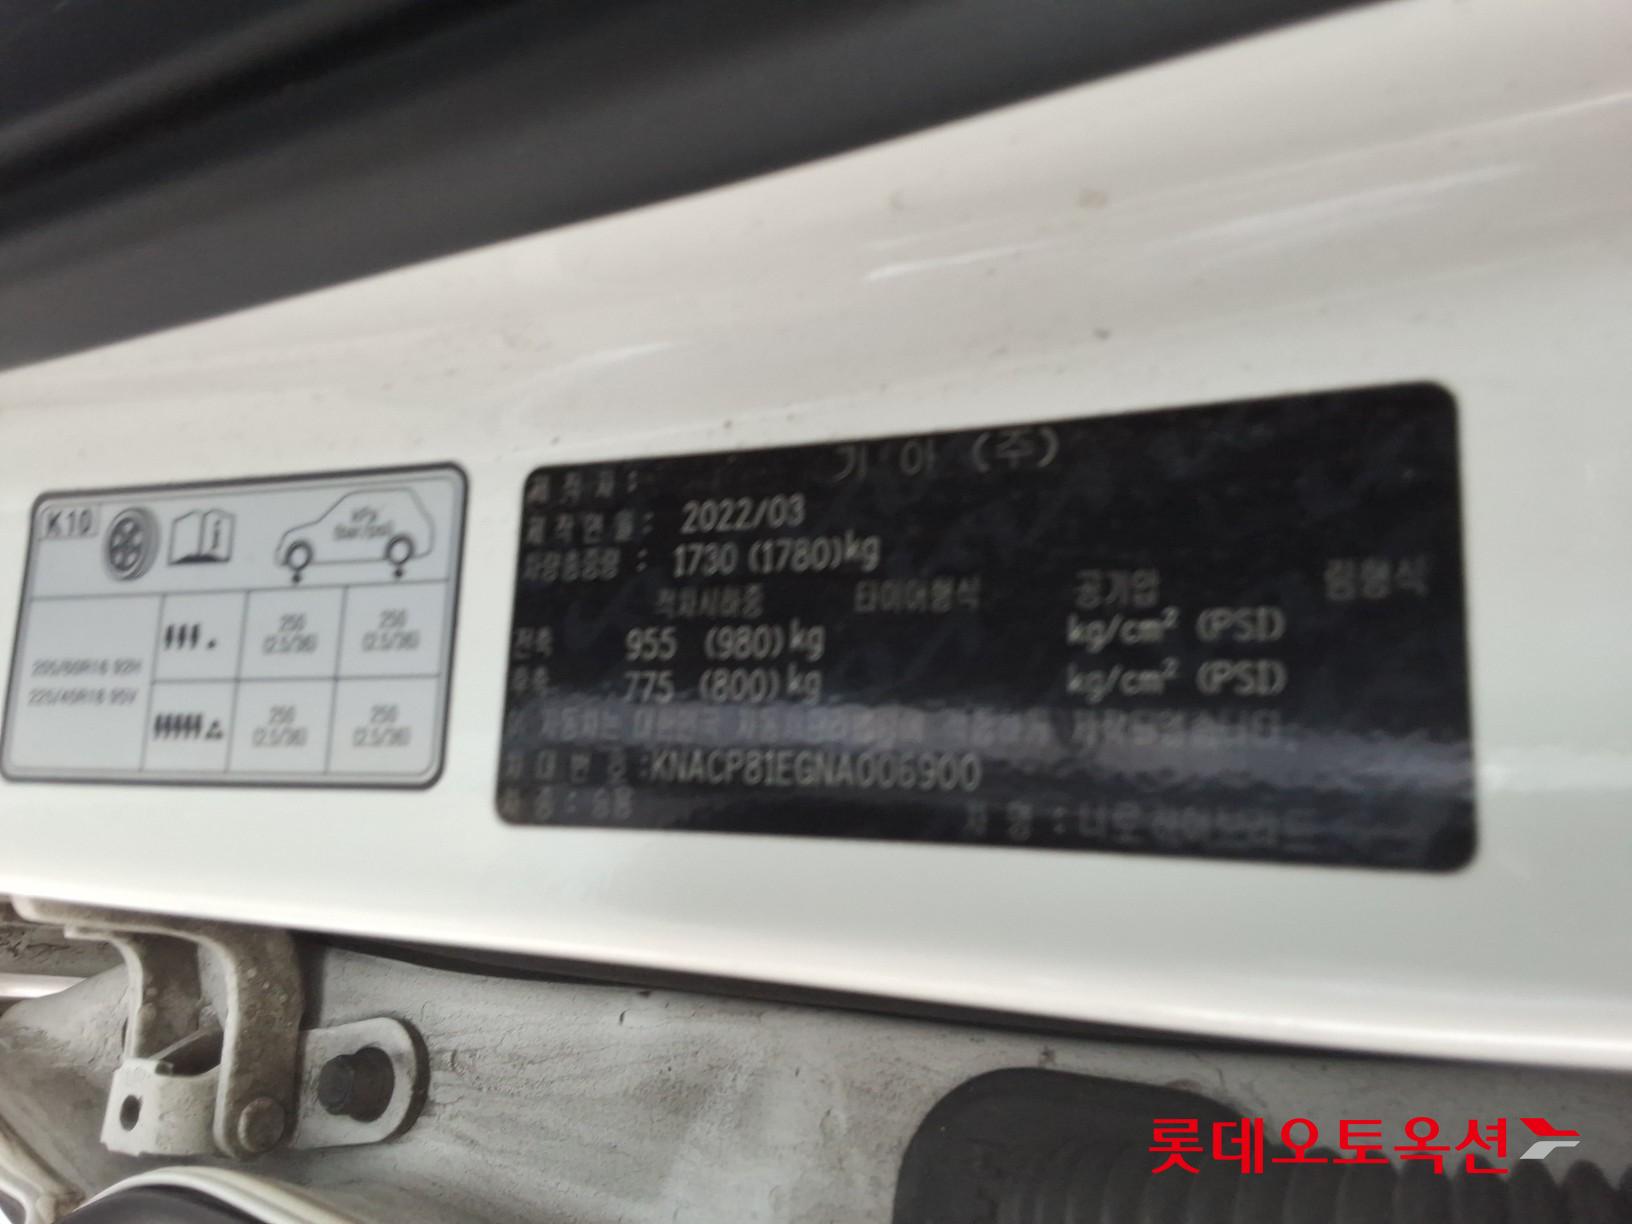 K10
kPa
(bar/psi)
205/60R16 92H
225/45R18 95V
250
(2.5/36)
250
(2.5/36)
250
(2.5/36)
250
(2.5/36)
제작자 : 기아 (주)
제작연월 : 2022/03
차량총중량 : 1730 (1780)kg
적차시하중 타이어형식 공기압 림형식
전축 955 (980)kg kg/cm² (PSI)
후축 775 (800)kg kg/cm² (PSI)
차대번호 : KNACP81EGNA006900
차종 : 승용 차명 : 니로 하이브리드
롯데오토옥션